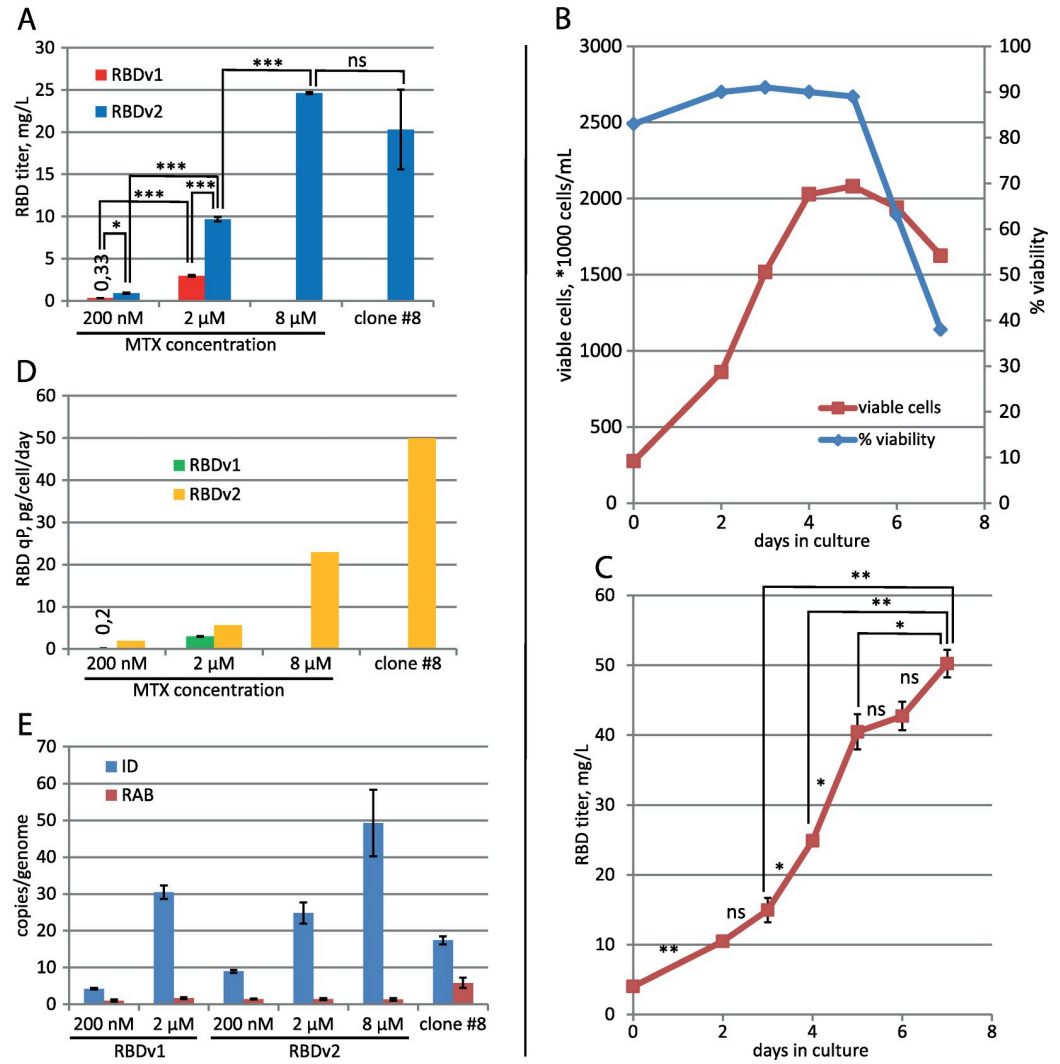 A
RBD titer, mg/L
30
25
20
15
10
5
0
RBDv1
RBDv2
***
ns
***
***
***
*
0,33
200 nM
2 µM
8 µM
clone #8
MTX concentration
B
viable cells, *1000 cells/mL
3000
2500
2000
1500
1000
500
0
100
90
80
70
60
50
40
30
20
10
0
% viability
viable cells
% viability
0
2
4
6
8
days in culture
D
RBD qP, pg/cell/day
60
50
40
30
20
10
0
RBDv1
RBDv2
0,2
200 nM
2 µM
8 µM
clone #8
MTX concentration
C
RBD titer, mg/L
60
50
40
30
20
10
0
**
**
*
ns
ns
*
*
ns
**
0
2
4
6
8
days in culture
E
copies/genome
70
60
50
40
30
20
10
0
ID
RAB
200 nM
2 µM
200 nM
2 µM
8 µM
clone #8
RBDv1
RBDv2